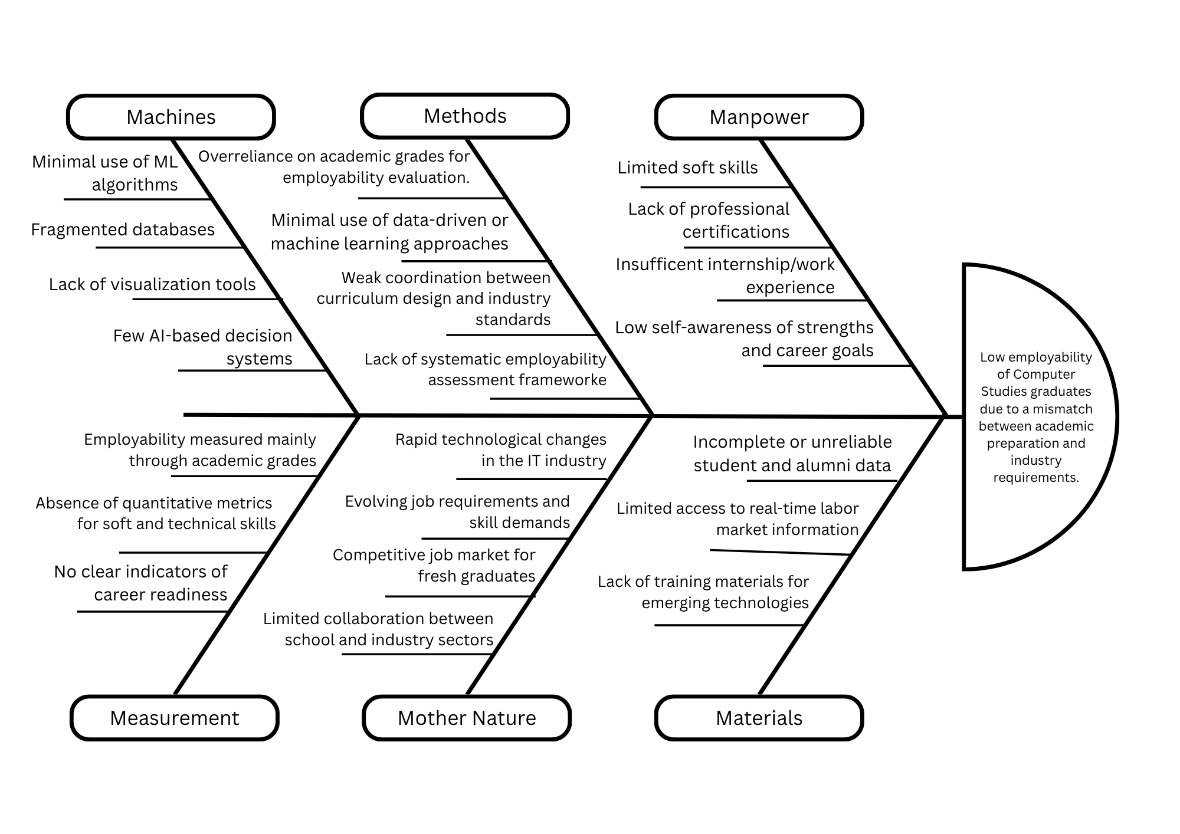 Machines
Minimal use of ML
algorithms
Fragmented databases
Lack of visualization tools
Few AI-based decision
systems
Methods
Overreliance on academic grades for
employability evaluation.
Minimal use of data-driven or
machine learning approaches
Weak coordination between
curriculum design and industry
standards
Lack of systematic employability
assessment frameworke
Manpower
Limited soft skills
Lack of professional
certifications
Insufficent internship/work
experience
Low self-awareness of strengths
and career goals
Low employability
of Computer
Studies graduates
due to a mismatch
between academic
preparation and
industry
requirements.
Employability measured mainly
through academic grades
Absence of quantitative metrics
for soft and technical skills
No clear indicators of
career readiness
Measurement
Rapid technological changes
in the IT industry
Evolving job requirements and
skill demands
Competitive job market for
fresh graduates
Limited collaboration between
school and industry sectors
Mother Nature
Incomplete or unreliable
student and alumni data
Limited access to real-time labor
market information
Lack of training materials for
emerging technologies
Materials